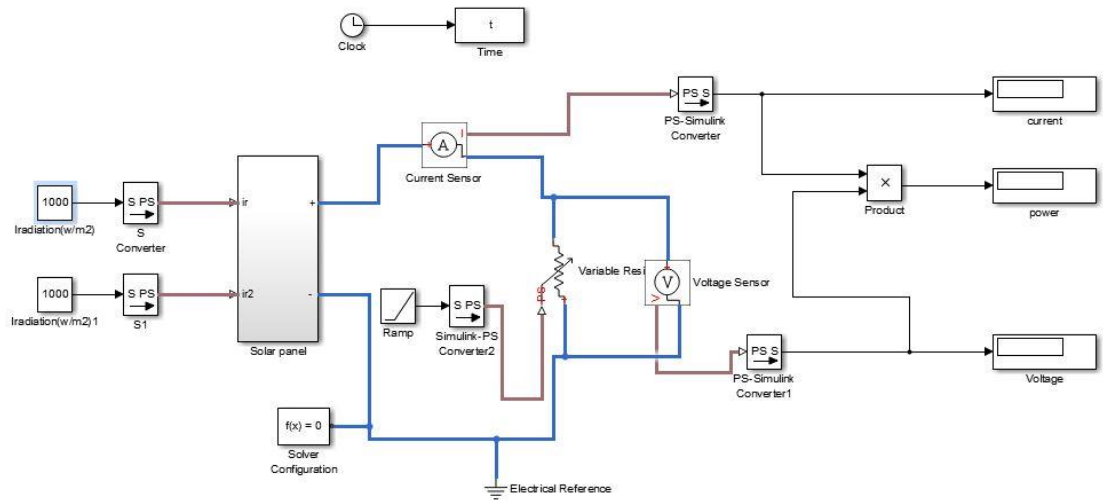 t
Clock
Time
PS S
PS-Simulink
Converter
current
I
A
Current Sensor
1000
Irradiation(w/m2)
S PS
S
Converter
ir
+
×
Product
power
1000
Irradiation(w/m2)1
S PS
S1
ir2
-
Solar panel
Ramp
S PS
Simulink-PS
Converter2
PS
+
Variable Resi
+
V
V
Voltage Sensor
PS S
PS-Simulink
Converter1
Voltage
f(x) = 0
Solver
Configuration
Electrical Reference